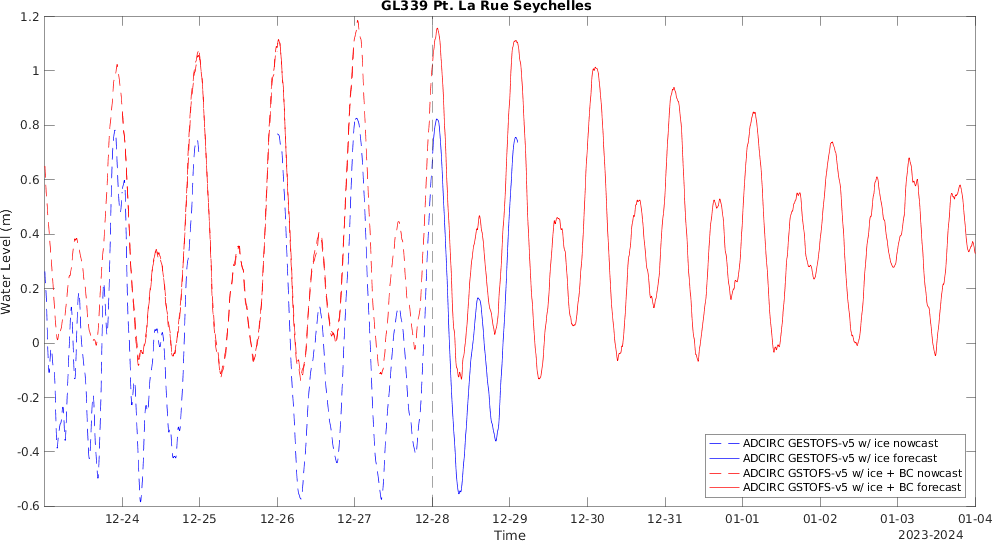 GL339 Pt. La Rue Seychelles
Water Level (m)
1.2
1
0.8
0.6
0.4
0.2
0
-0.2
-0.4
-0.6
ADCIRC GESTOFS-v5 w/ ice nowcast
ADCIRC GESTOFS-v5 w/ ice forecast
ADCIRC GSTOFS-v5 w/ ice + BC nowcast
ADCIRC GSTOFS-v5 w/ ice + BC forecast
12-24 12-25 12-26 12-27 12-28 12-29 12-30 12-31 01-01 01-02 01-03 01-04
Time
2023-2024